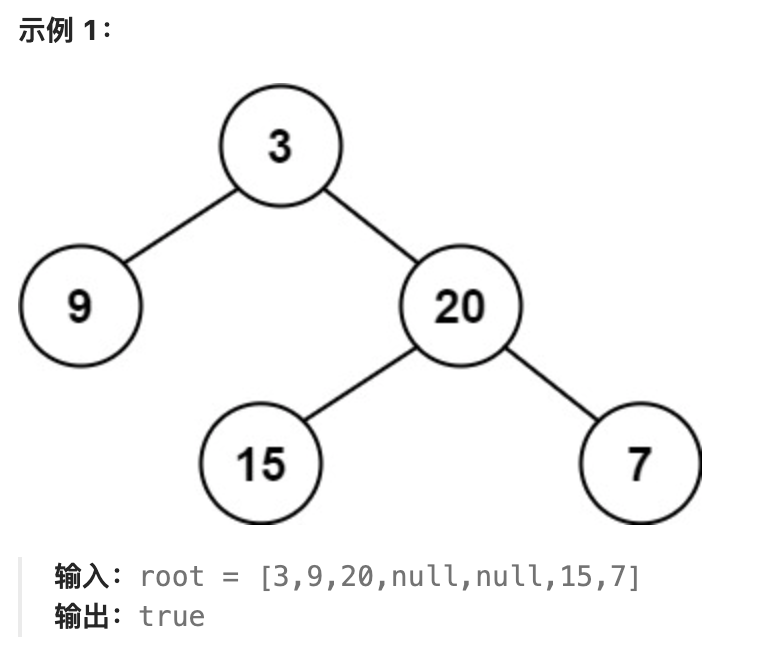 示例 1：
3
9
20
15
7
输入：root = [3,9,20,null,null,15,7]
输出：true